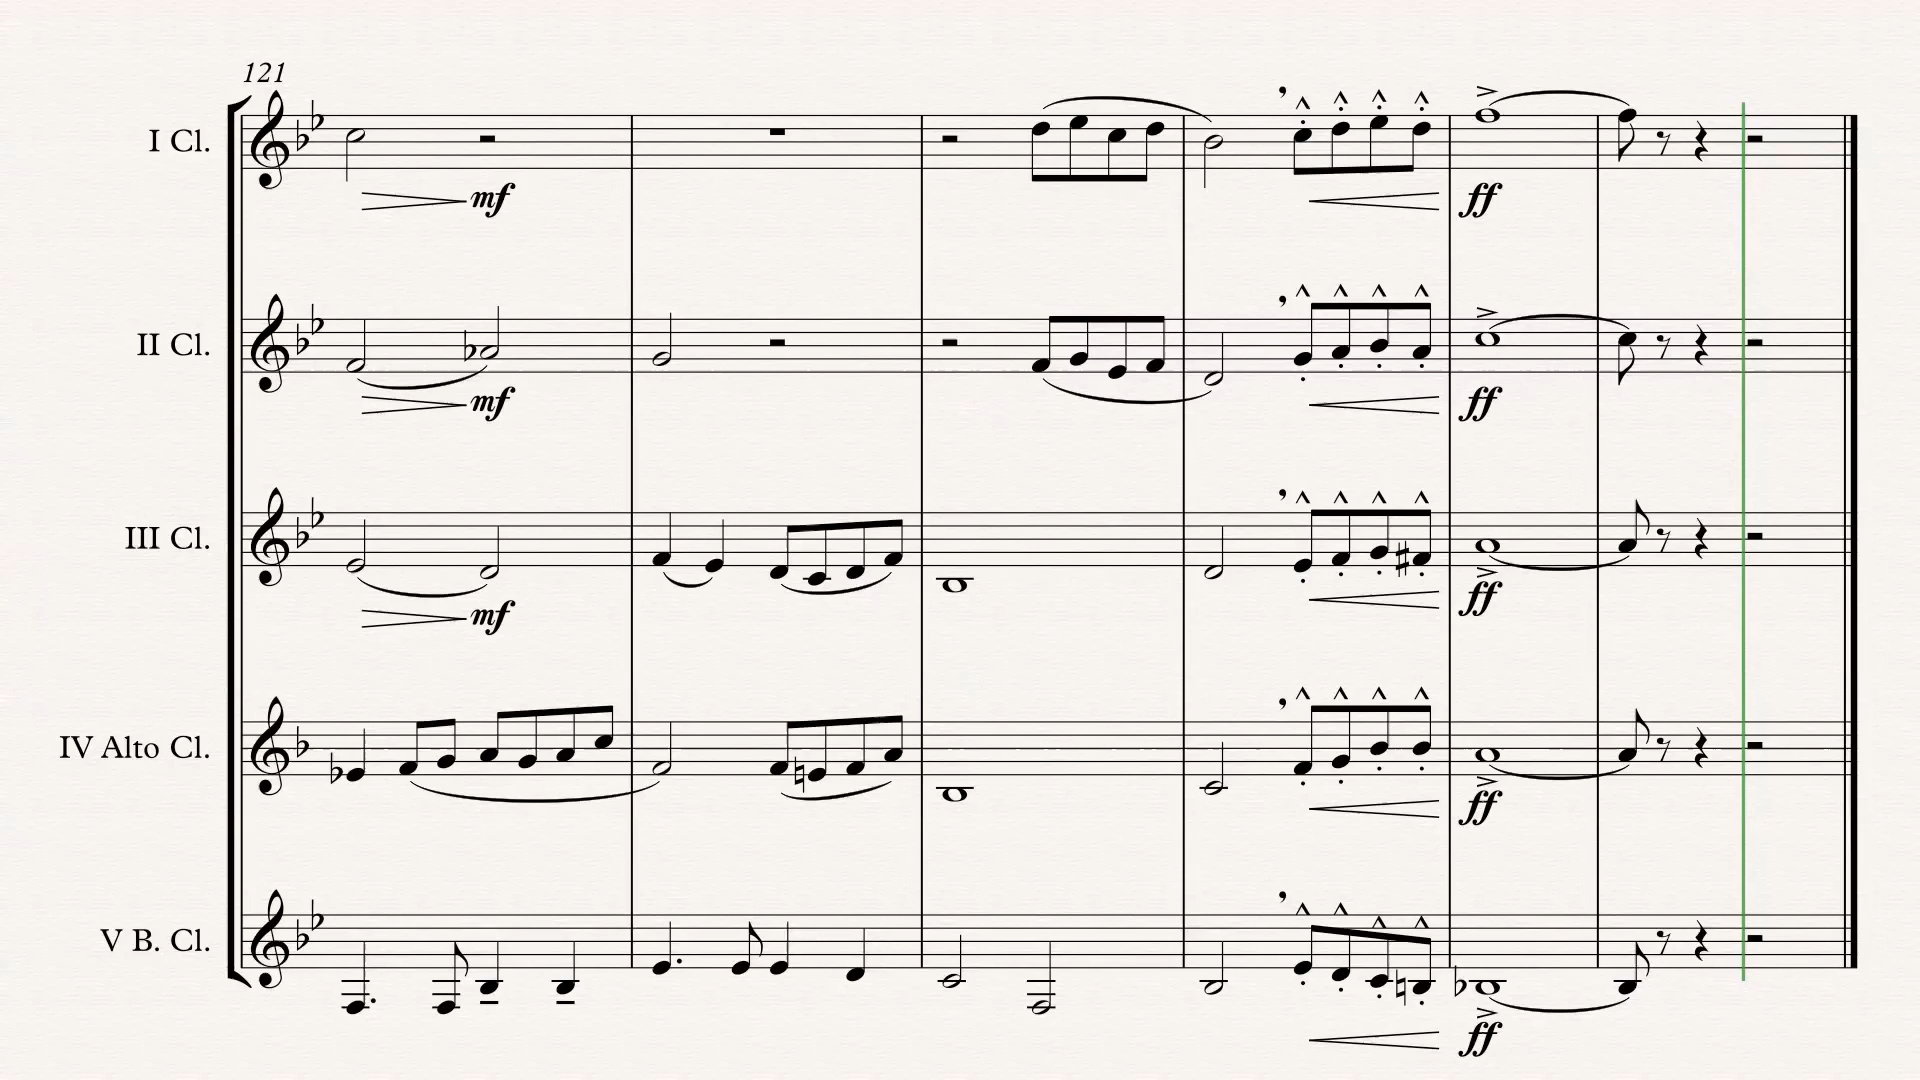 121
I Cl.
mf
ff
II Cl.
mf
ff
III Cl.
mf
ff
IV Alto Cl.
ff
V B. Cl.
ff